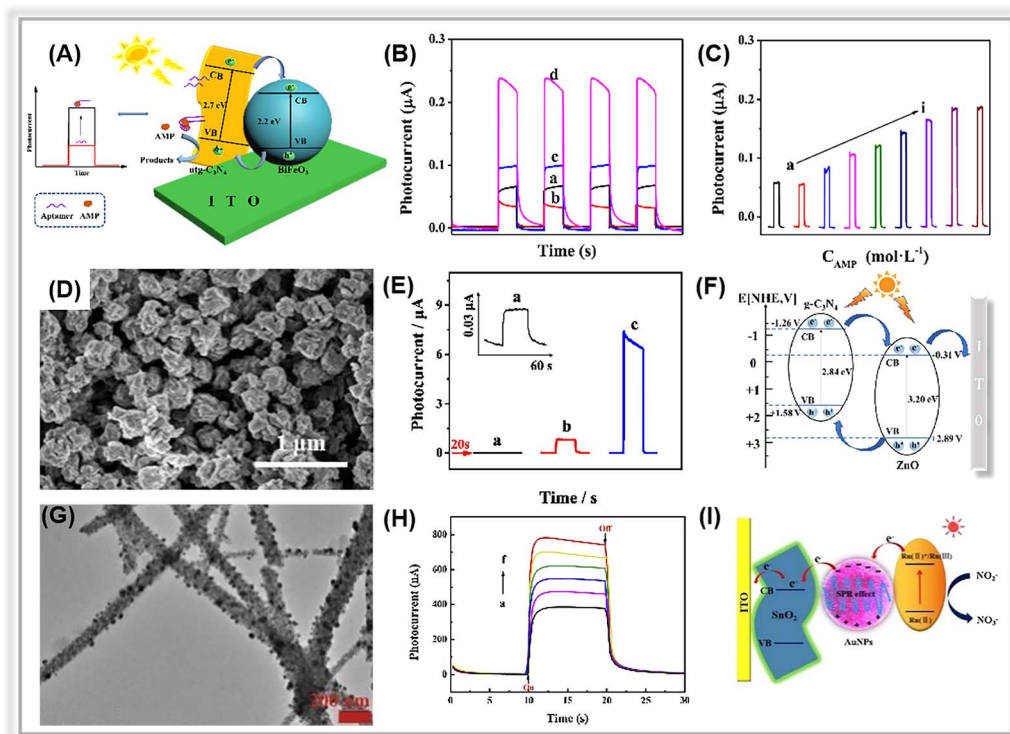 (A)
Photocurrent
Time
Aptamer AMP
AMP
Products
CB
2.7 eV
VB
utg-C3N4
CB
2.2 eV
VB
BiFeO3
I T O
e-
h+
(B)
Photocurrent (μA)
0.3
0.2
0.1
0.0
d
c
a
b
Time (s)
(C)
Photocurrent (μA)
0.3
0.2
0.1
0.0
a
i
CAMP (mol·L-1)
(D)
1 μm
(E)
Photocurrent / μA
9
6
3
0
0.03 μA
a
60 s
20s
a
b
c
Time / s
(F)
E[NHE,V]
-1
0
+1
+2
+3
g-C3N4
-1.26 V
e- e-
CB
2.84 eV
VB
+1.58 V
h+ h+
e- e-
-0.31 V
CB
3.20 eV
VB
+2.89 V
h+ h+
ZnO
I T O
(G)
200 nm
(H)
Photocurrent (μA)
800
600
400
200
0
f
a
On
Off
0 5 10 15 20 25 30
Time (s)
(I)
ITO
e-
e-
CB
SnO2
VB
e-
SPR effect
AuNPs
e-
Ru(II)*/Ru(III)
Ru(II)
NO2-
NO3-